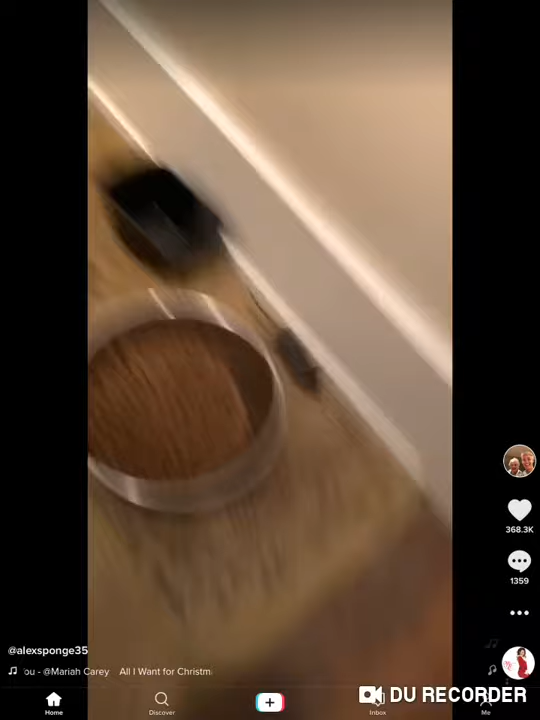 368.3K
1359
@alexsponge35
ou - @Mariah Carey All I Want for Christm
Home
Discover
Inbox
Me
DU RECORDER